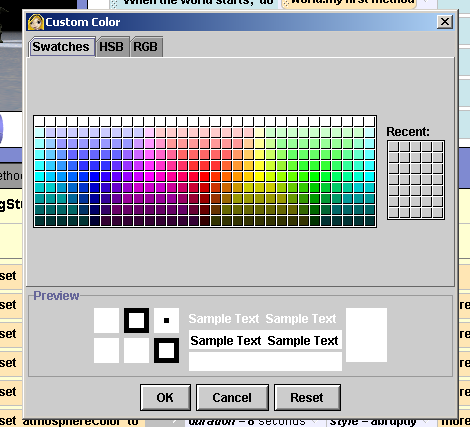 When the world starts, do world.my first method
Custom Color
Swatches HSB RGB
Recent:
Preview
Sample Text Sample Text
Sample Text Sample Text
OK Cancel Reset
set
set
set
set
set
set atmosphereColor to duration = 8 seconds style = abruptly more